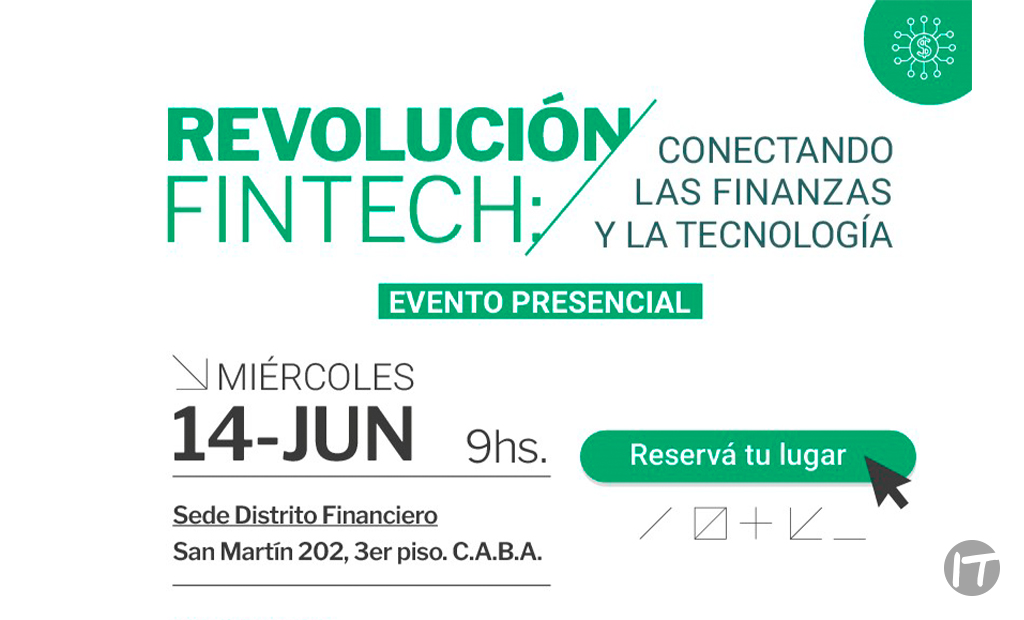 REVOLUCIÓN
FINTECH:
CONECTANDO
LAS FINANZAS
Y LA TECNOLOGÍA
EVENTO PRESENCIAL
MIÉRCOLES
14-JUN 9hs.
Reservá tu lugar
Sede Distrito Financiero
San Martín 202, 3er piso. C.A.B.A.
IT